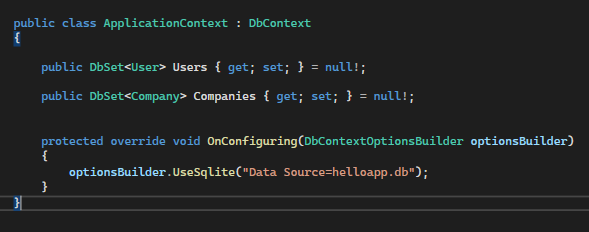 public class ApplicationContext : DbContext
{
public DbSet<User> Users { get; set; } = null!;
public DbSet<Company> Companies { get; set; } = null!;
protected override void OnConfiguring(DbContextOptionsBuilder optionsBuilder)
{
optionsBuilder.UseSqlite("Data Source=helloapp.db");
}
}